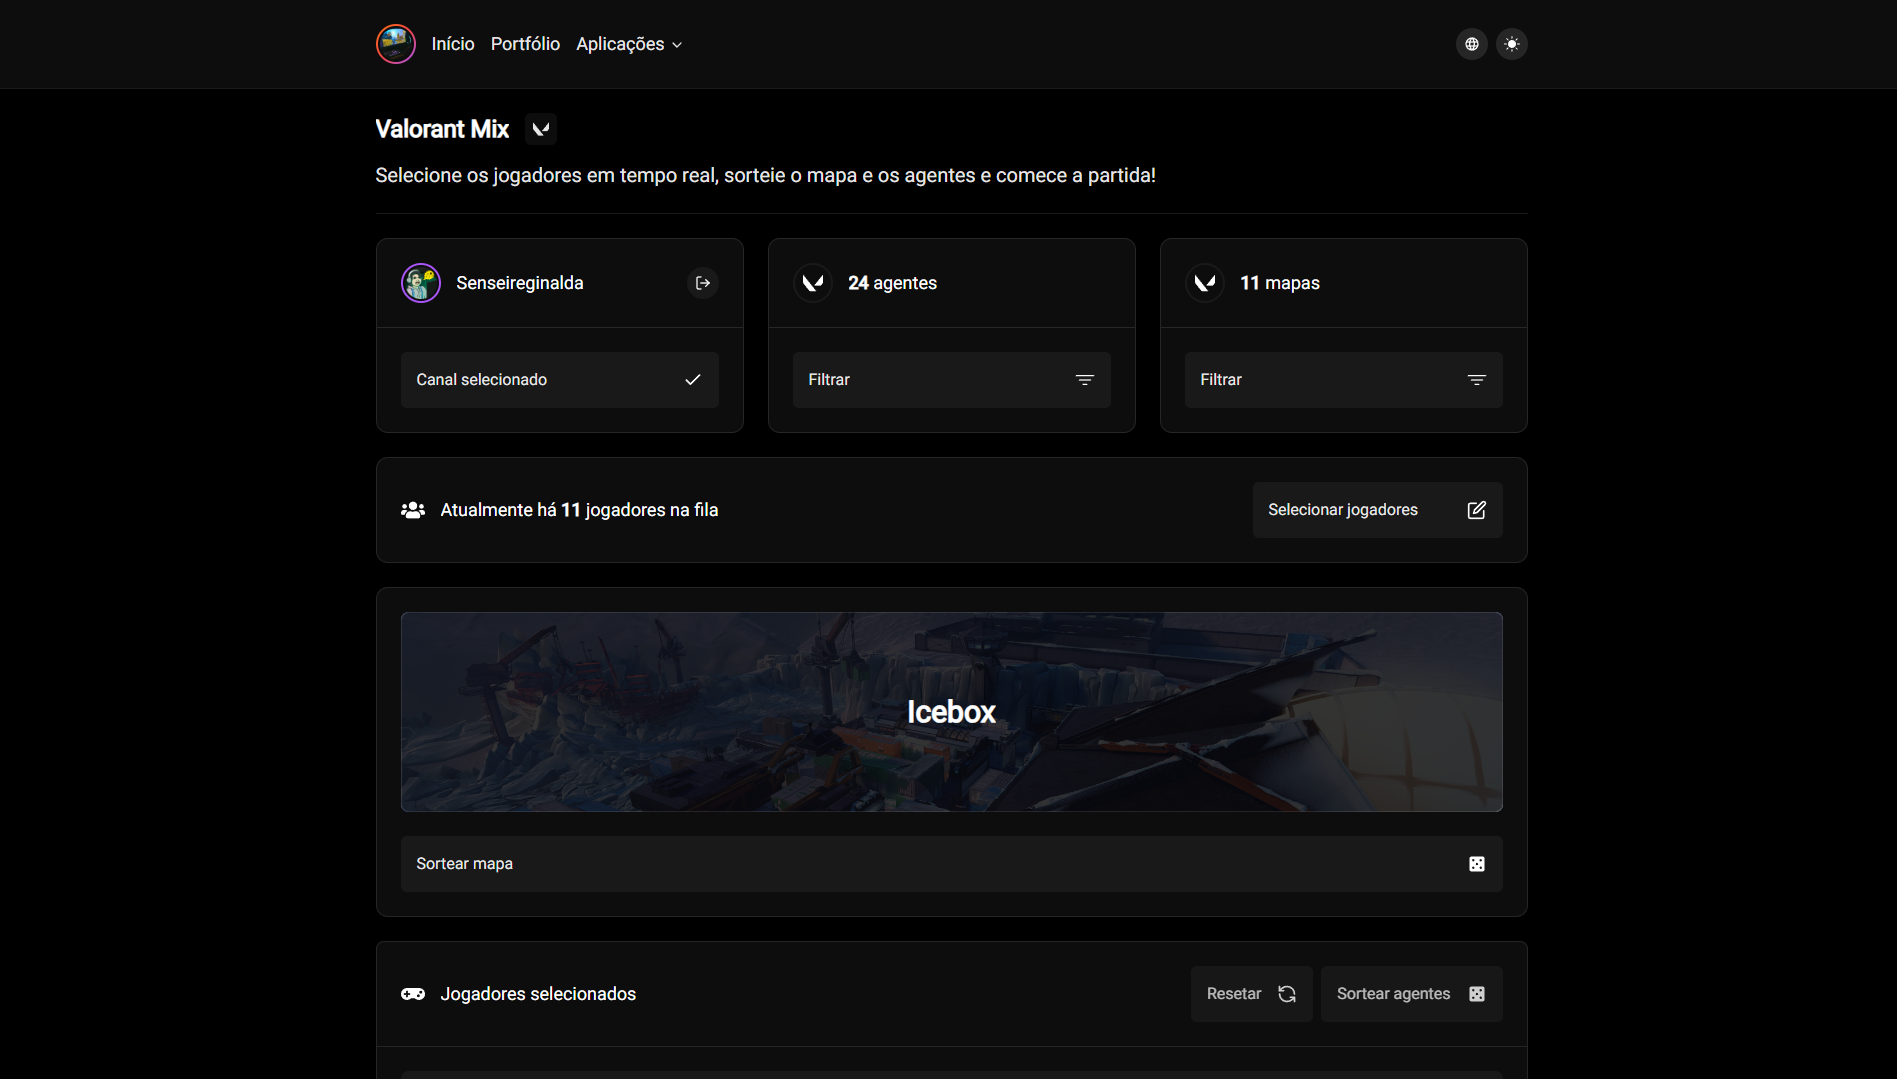 Início Portfólio Aplicações
Valorant Mix
Selecione os jogadores em tempo real, sorteie o mapa e os agentes e comece a partida!
Senseireginalda
Canal selecionado
24 agentes
Filtrar
11 mapas
Filtrar
Atualmente há 11 jogadores na fila
Selecionar jogadores
Icebox
Sortear mapa
Jogadores selecionados
Resetar
Sortear agentes